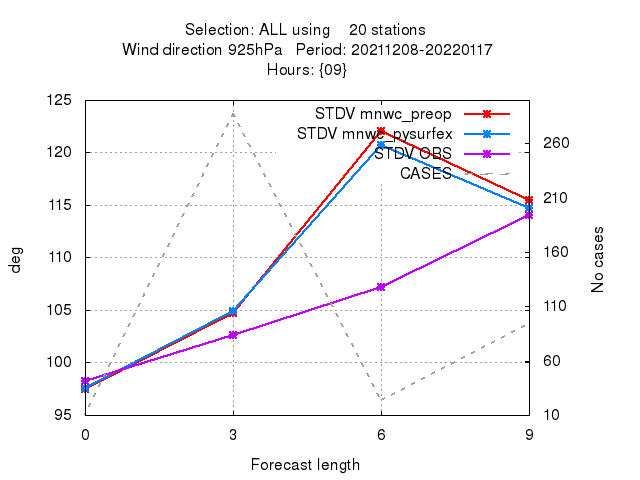 Selection: ALL using 20 stations
Wind direction 925hPa Period: 20211208-20220117
Hours: {09}
STDV mnwc_preop
STDV mnwc_pysurfex
STDV OBS
CASES
125
120
115
110
105
100
95
deg
260
210
160
110
60
10
No cases
0 3 6 9
Forecast length